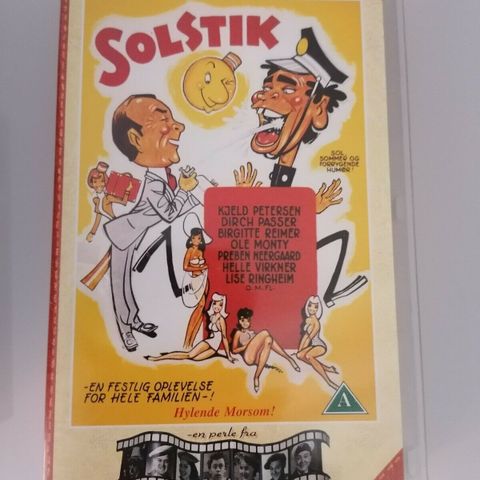 SOLSTIK
SOL,
SOMMER OG
FORRYGENDE
HUMØR!
KJELD PETERSEN
DIRCH PASSER
BIRGITTE REIMER
OLE MONTY
PREBEN NEERGAARD
HELLE VIRKNER
LISE RINGHEIM
O.M.FL.
-EN FESTLIG OPLEVELSE
FOR HELE FAMILIEN-!
Hylende Morsom!
A
-en perle fra